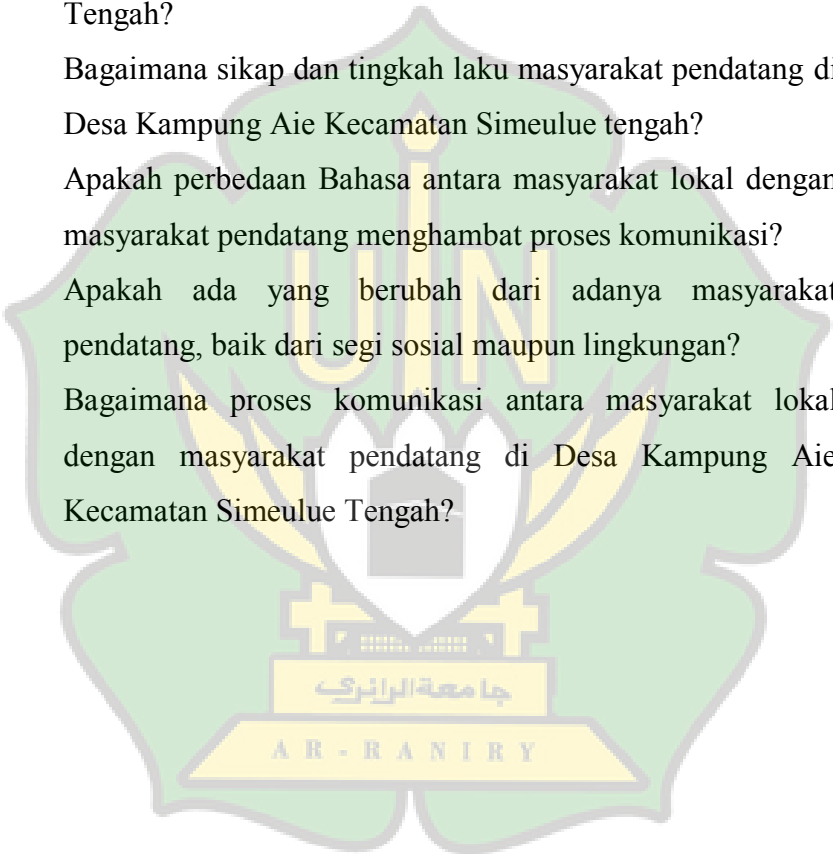 Tengah?
Bagaimana sikap dan tingkah laku masyarakat pendatang di
Desa Kampung Aie Kecamatan Simeulue tengah?
Apakah perbedaan Bahasa antara masyarakat lokal dengan
masyarakat pendatang menghambat proses komunikasi?
Apakah ada yang berubah dari adanya masyarakat
pendatang, baik dari segi sosial maupun lingkungan?
Bagaimana proses komunikasi antara masyarakat lokal
dengan masyarakat pendatang di Desa Kampung Aie
Kecamatan Simeulue Tengah?
UIN
جامعة الرانري
AR-RANIRY